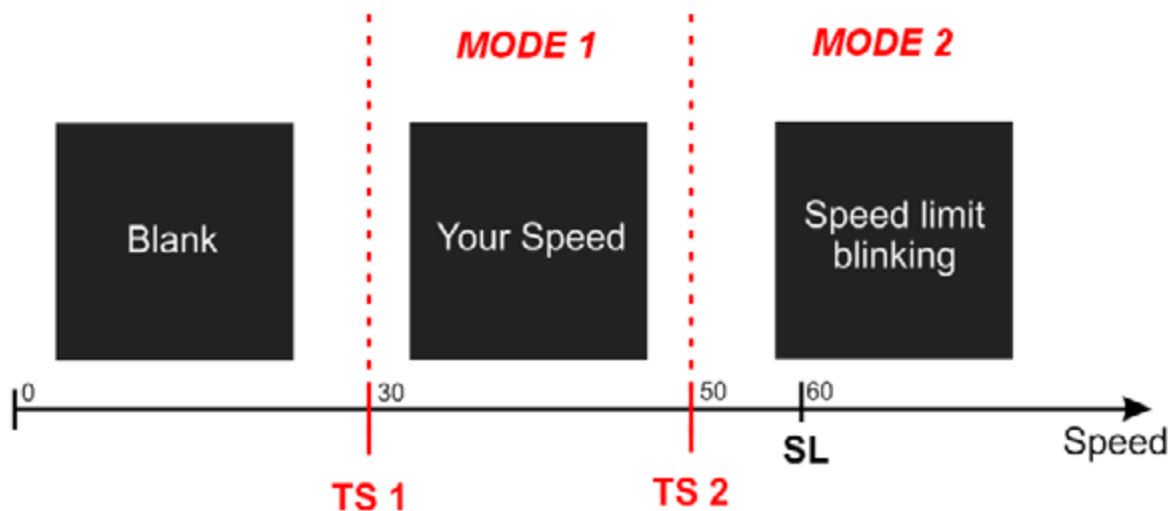 MODE 1
MODE 2
Blank
Your Speed
Speed limit
blinking
0
30
50
60
Speed
SL
TS 1
TS 2